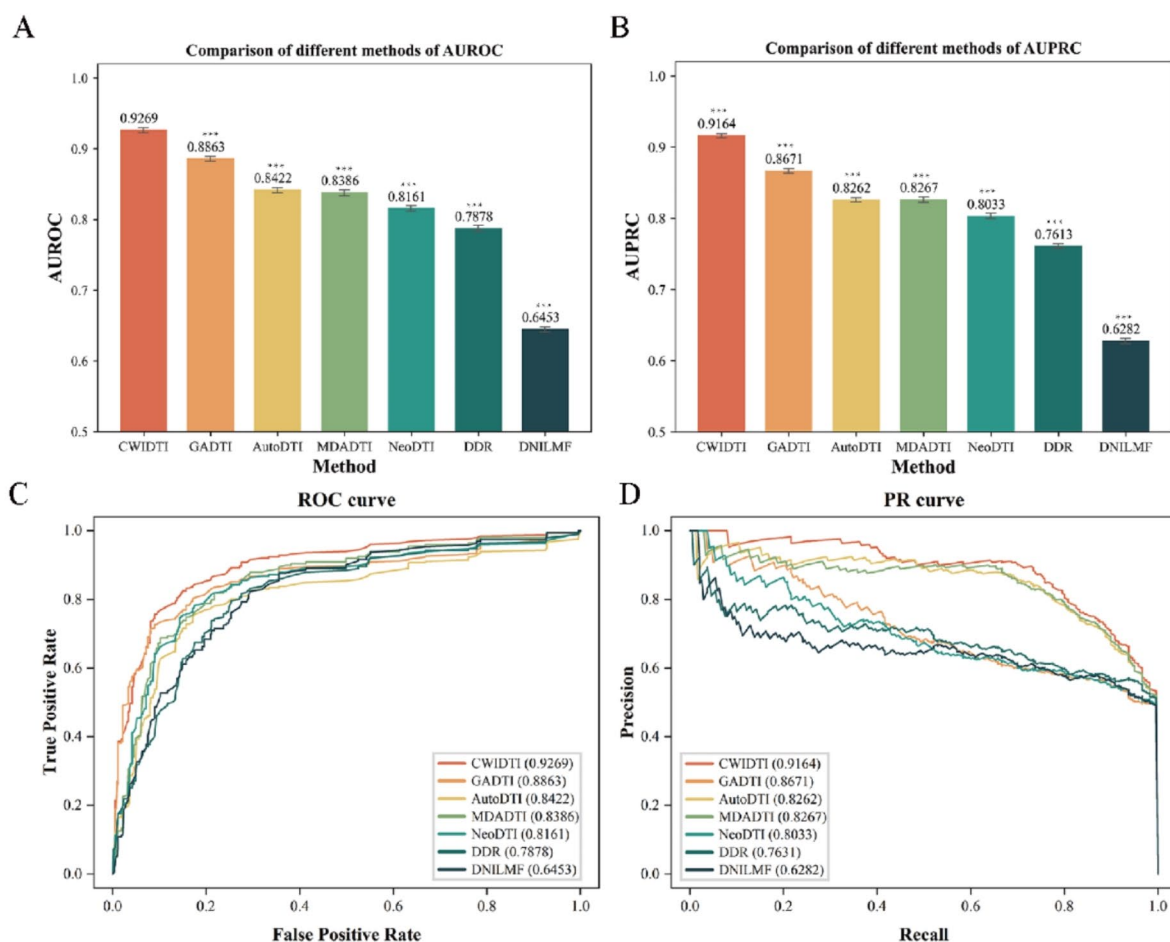 A
Comparison of different methods of AUROC
AUROC
1.0
0.9
0.8
0.7
0.6
0.5
0.9269
***
0.8863
***
0.8422
***
0.8386
***
0.8161
***
0.7878
***
0.6453
CWIDTI GADTI AutoDTI MDADTI NeoDTI DDR DNILMF
Method
B
Comparison of different methods of AUPRC
AUPRC
1.0
0.9
0.8
0.7
0.6
0.5
***
0.9164
***
0.8671
***
0.8262
***
0.8267
***
0.8033
***
0.7613
***
0.6282
CWIDTI GADTI AutoDTI MDADTI NeoDTI DDR DNILMF
Method
C
ROC curve
True Positive Rate
1.0
0.8
0.6
0.4
0.2
0.0
CWIDTI (0.9269)
GADTI (0.8863)
AutoDTI (0.8422)
MDADTI (0.8386)
NeoDTI (0.8161)
DDR (0.7878)
DNILMF (0.6453)
0.0 0.2 0.4 0.6 0.8 1.0
False Positive Rate
D
PR curve
Precision
1.0
0.8
0.6
0.4
0.2
0.0
CWIDTI (0.9164)
GADTI (0.8671)
AutoDTI (0.8262)
MDADTI (0.8267)
NeoDTI (0.8033)
DDR (0.7631)
DNILMF (0.6282)
0.0 0.2 0.4 0.6 0.8 1.0
Recall